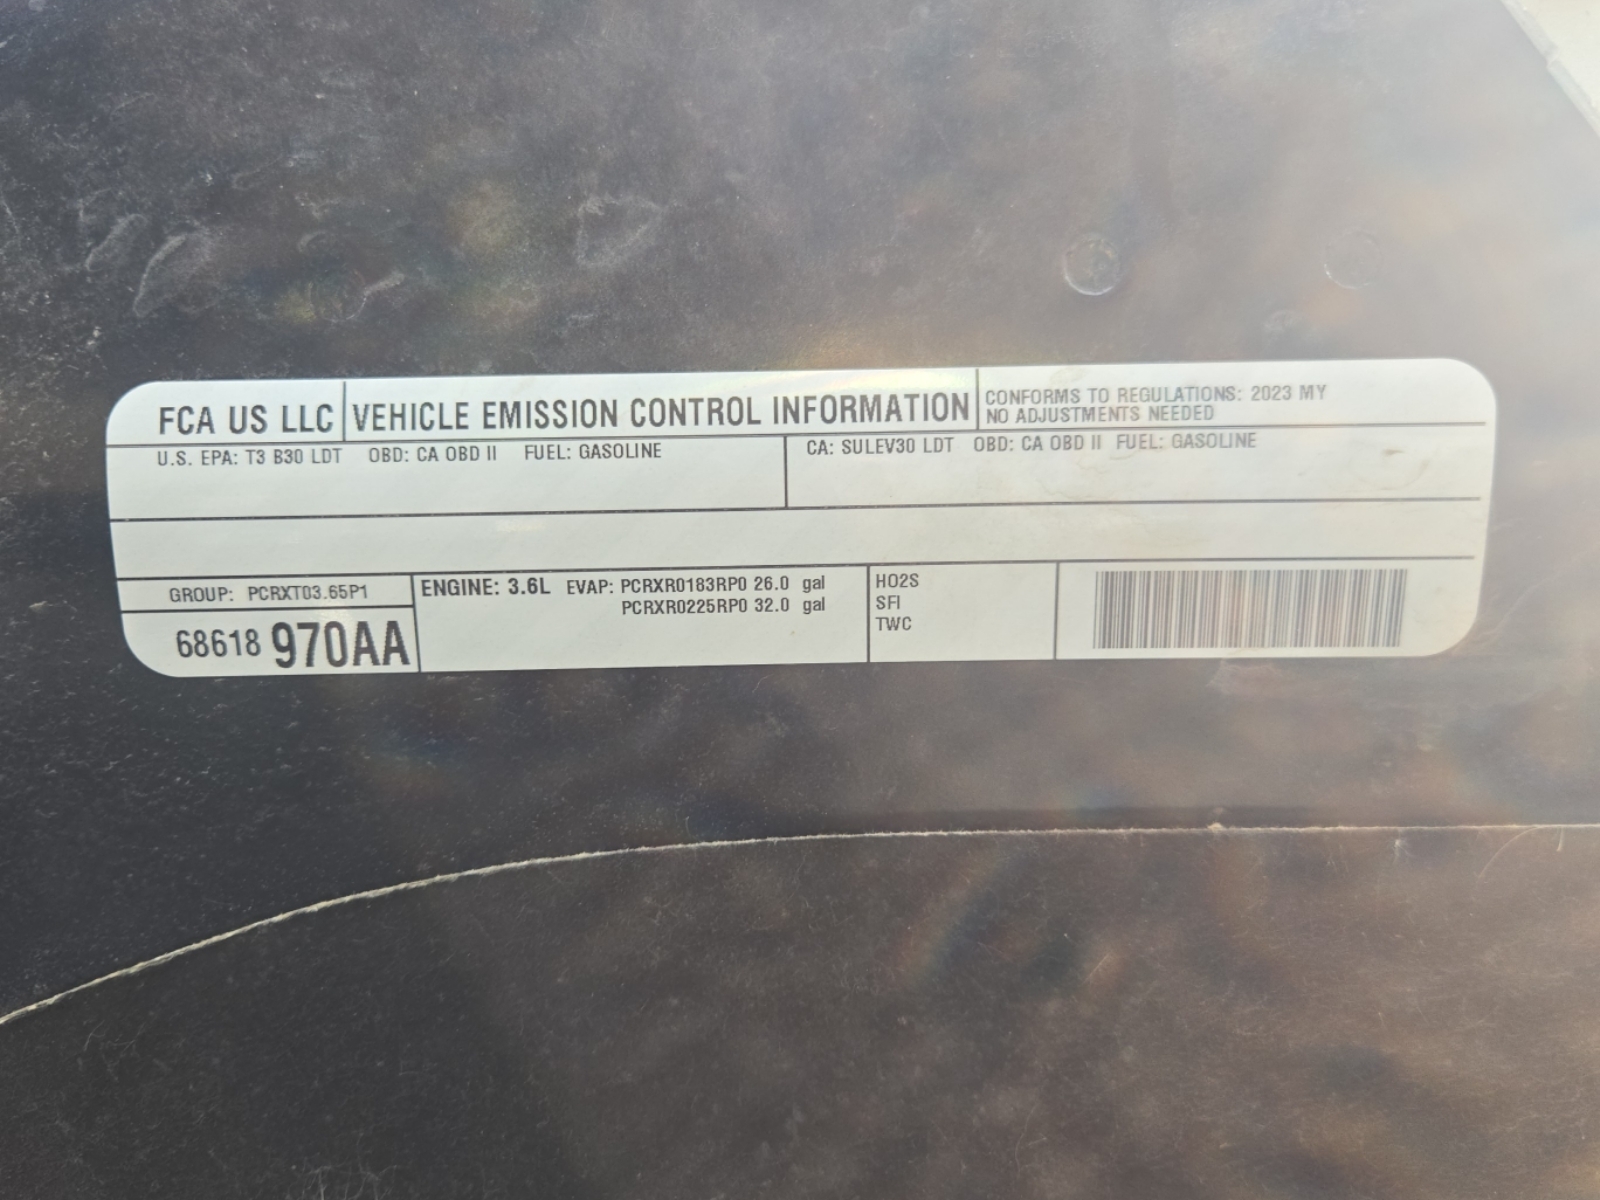 FCA US LLC VEHICLE EMISSION CONTROL INFORMATION
CONFORMS TO REGULATIONS: 2023 MY
NO ADJUSTMENTS NEEDED
U.S. EPA: T3 B30 LDT OBD: CA OBD II FUEL: GASOLINE
CA: SULEV30 LDT OBD: CA OBD II FUEL: GASOLINE
GROUP: PCRXT03.65P1
68618 970AA
ENGINE: 3.6L EVAP: PCRXR0183RP0 26.0 gal
PCRXR0225RP0 32.0 gal
HO2S
SFI
TWC